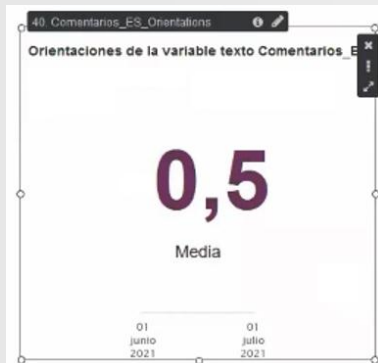 40. Comentarios_ES_Orientations
Orientaciones de la variable texto Comentarios_E
0,5
Media
01
junio
2021
01
julio
2021